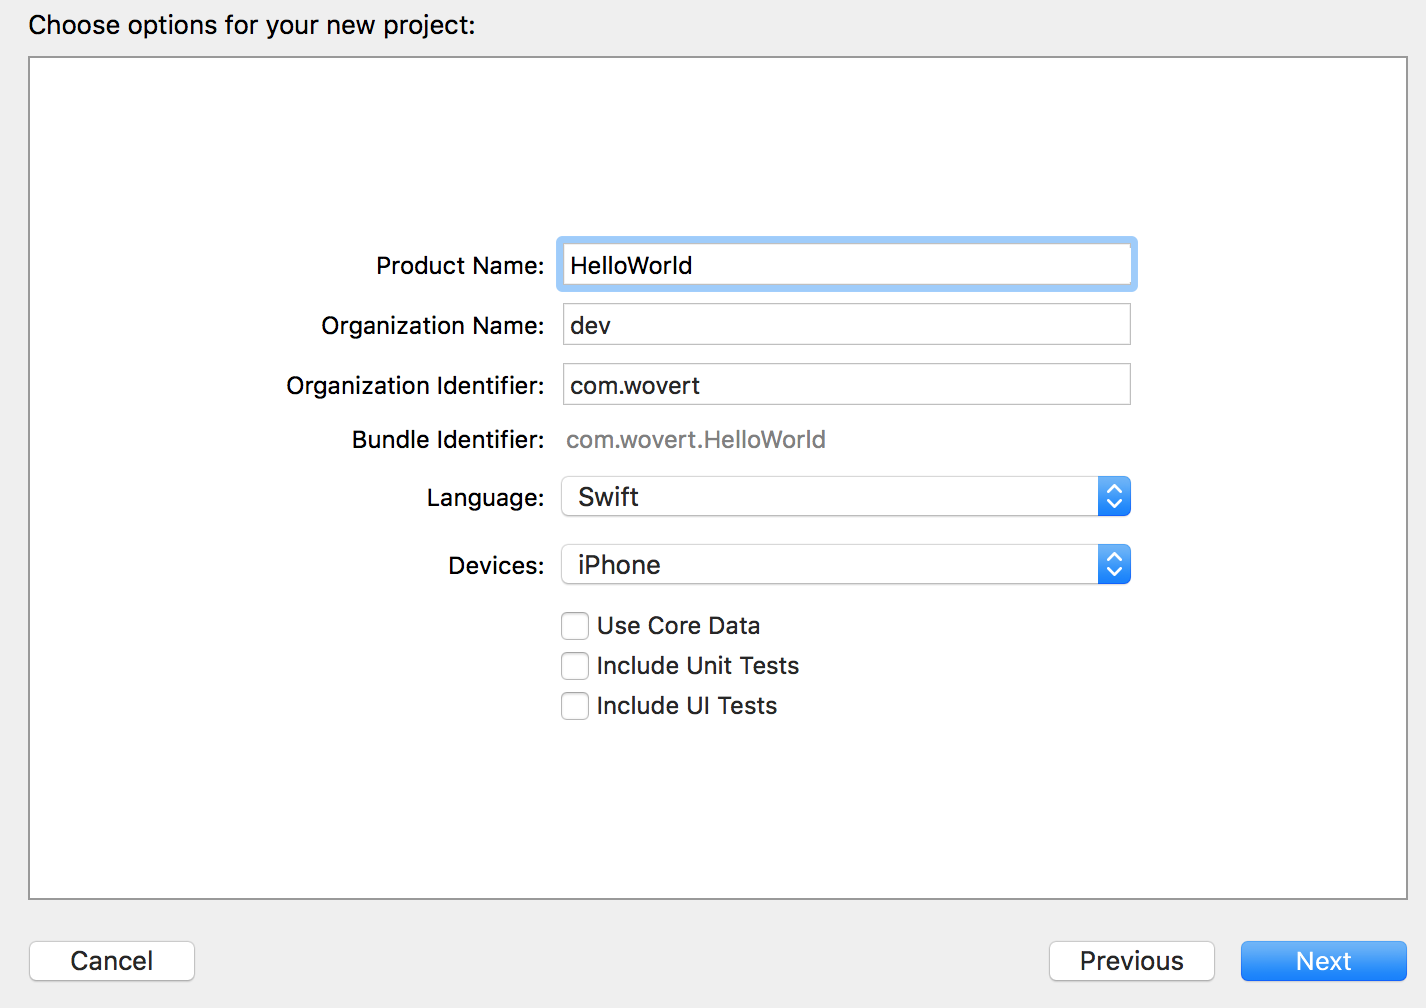 Choose options for your new project:
Product Name: HelloWorld
Organization Name: dev
Organization Identifier: com.wovert
Bundle Identifier: com.wovert.HelloWorld
Language: Swift
Devices: iPhone
Use Core Data
Include Unit Tests
Include UI Tests
Cancel Previous Next